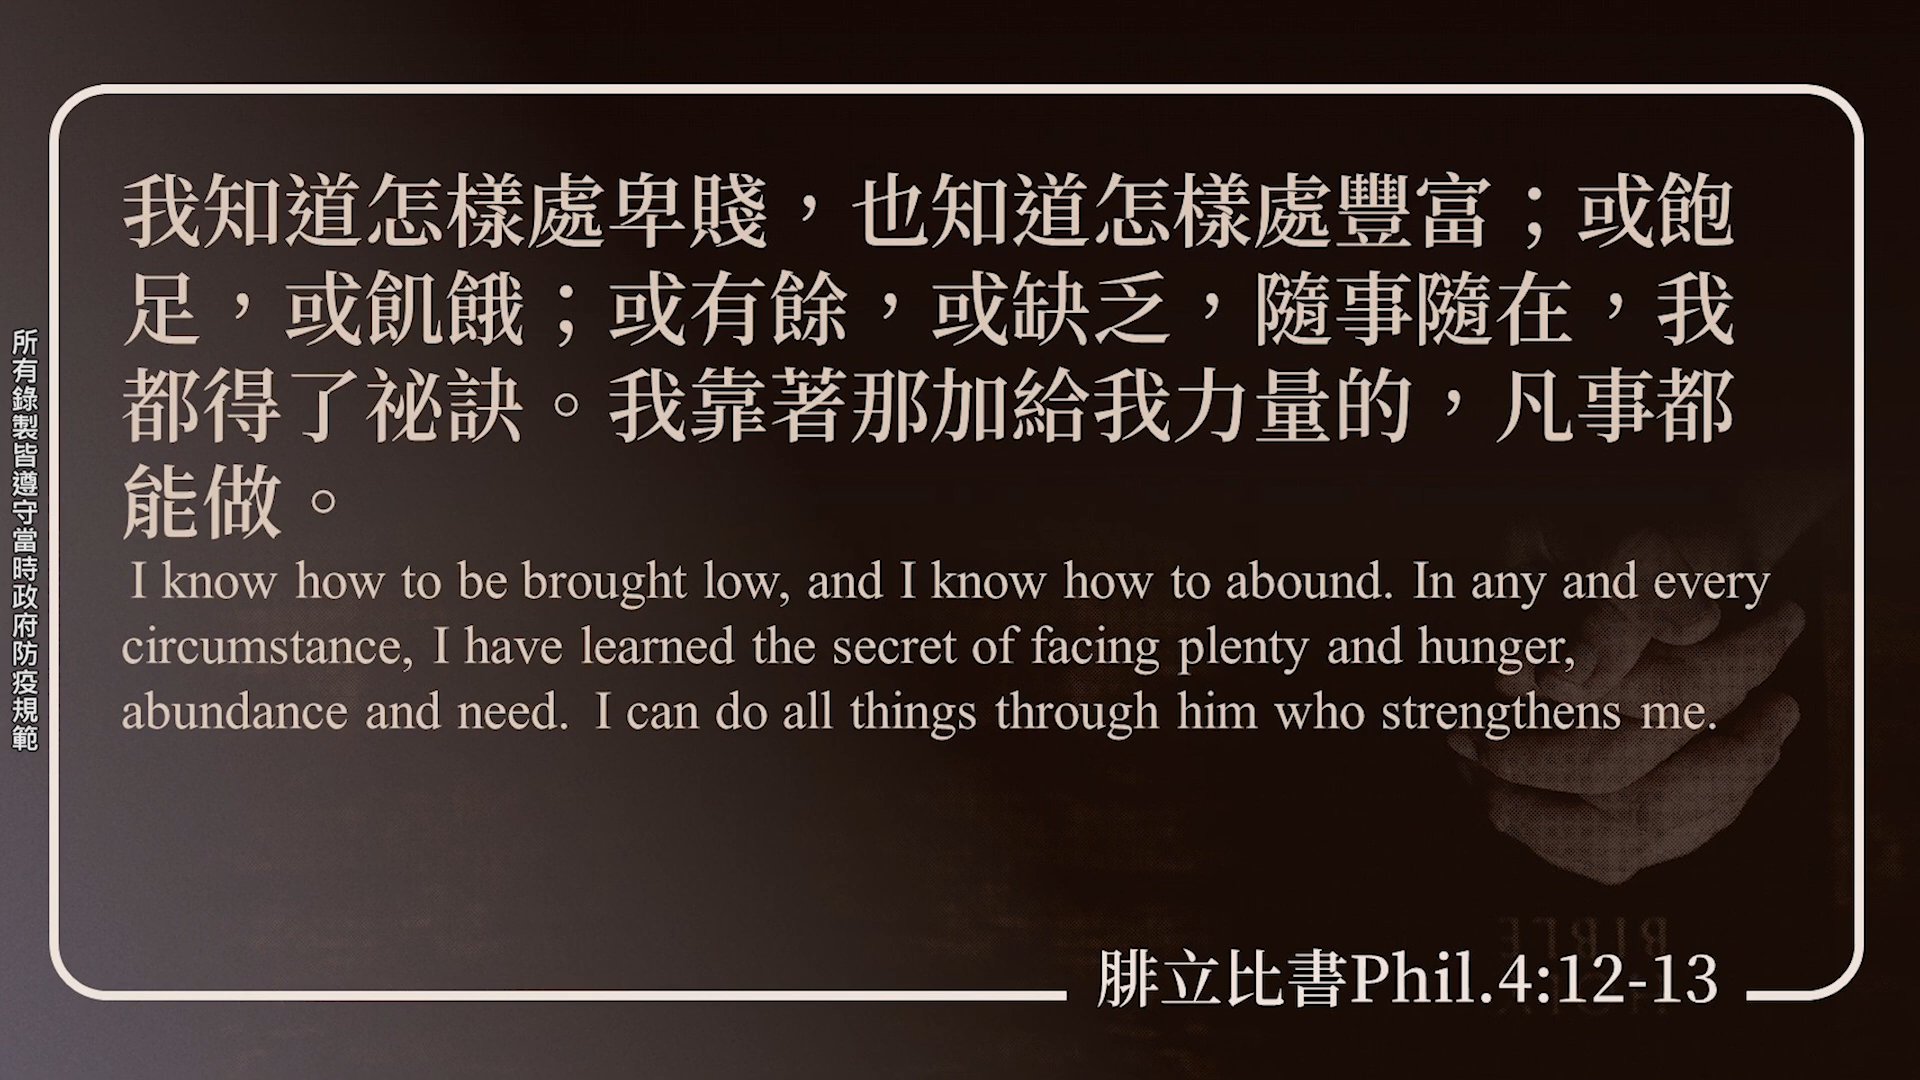 我知道怎樣處卑賤，也知道怎樣處豐富；或飽
足，或飢餓；或有餘，或缺乏，隨事隨在，我
都得了祕訣。我靠著那加給我力量的，凡事都
能做。
I know how to be brought low, and I know how to abound. In any and every
circumstance, I have learned the secret of facing plenty and hunger,
abundance and need. I can do all things through him who strengthens me.
腓立比書Phil.4:12-13
所有錄製皆遵守當時政府防疫規範
BIBLE